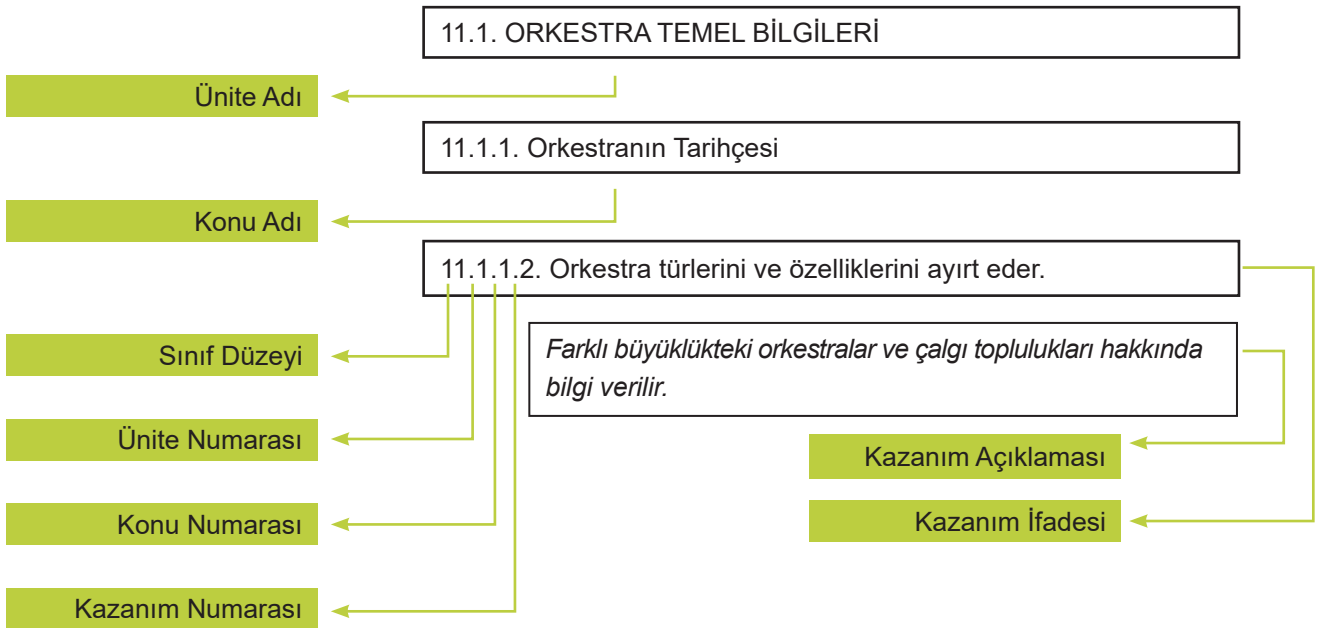 11.1. ORKESTRA TEMEL BİLGİLERİ
Ünite Adı
11.1.1. Orkestranın Tarihçesi
Konu Adı
11.1.1.2. Orkestra türlerini ve özelliklerini ayırt eder.
Sınıf Düzeyi
Farklı büyüklükteki orkestralar ve çalgı toplulukları hakkında
bilgi verilir.
Ünite Numarası
Kazanım Açıklaması
Konu Numarası
Kazanım İfadesi
Kazanım Numarası